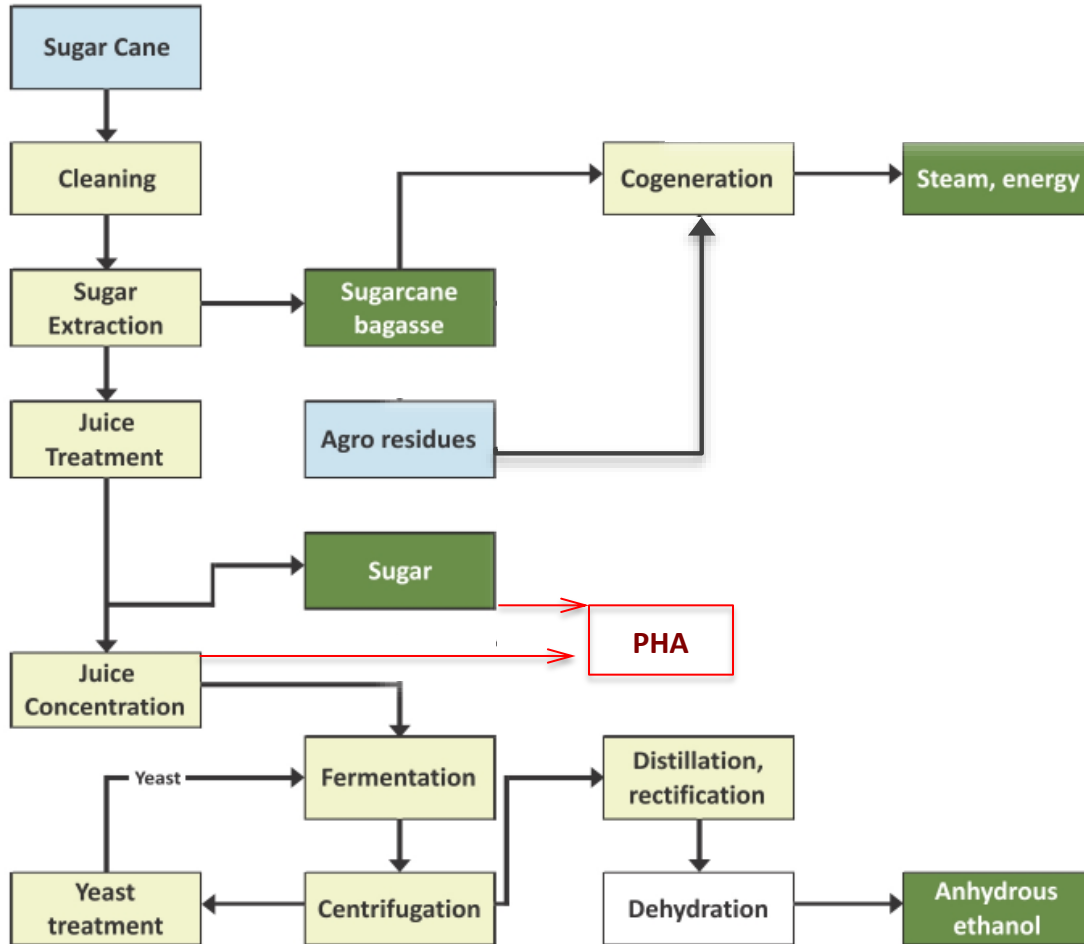 Sugar Cane
Cleaning
Cogeneration
Steam, energy
Sugar
Extraction
Sugarcane
bagasse
Juice
Treatment
Agro residues
Sugar
PHA
Juice
Concentration
Yeast
Fermentation
Distillation,
rectification
Yeast
treatment
Centrifugation
Dehydration
Anhydrous
ethanol